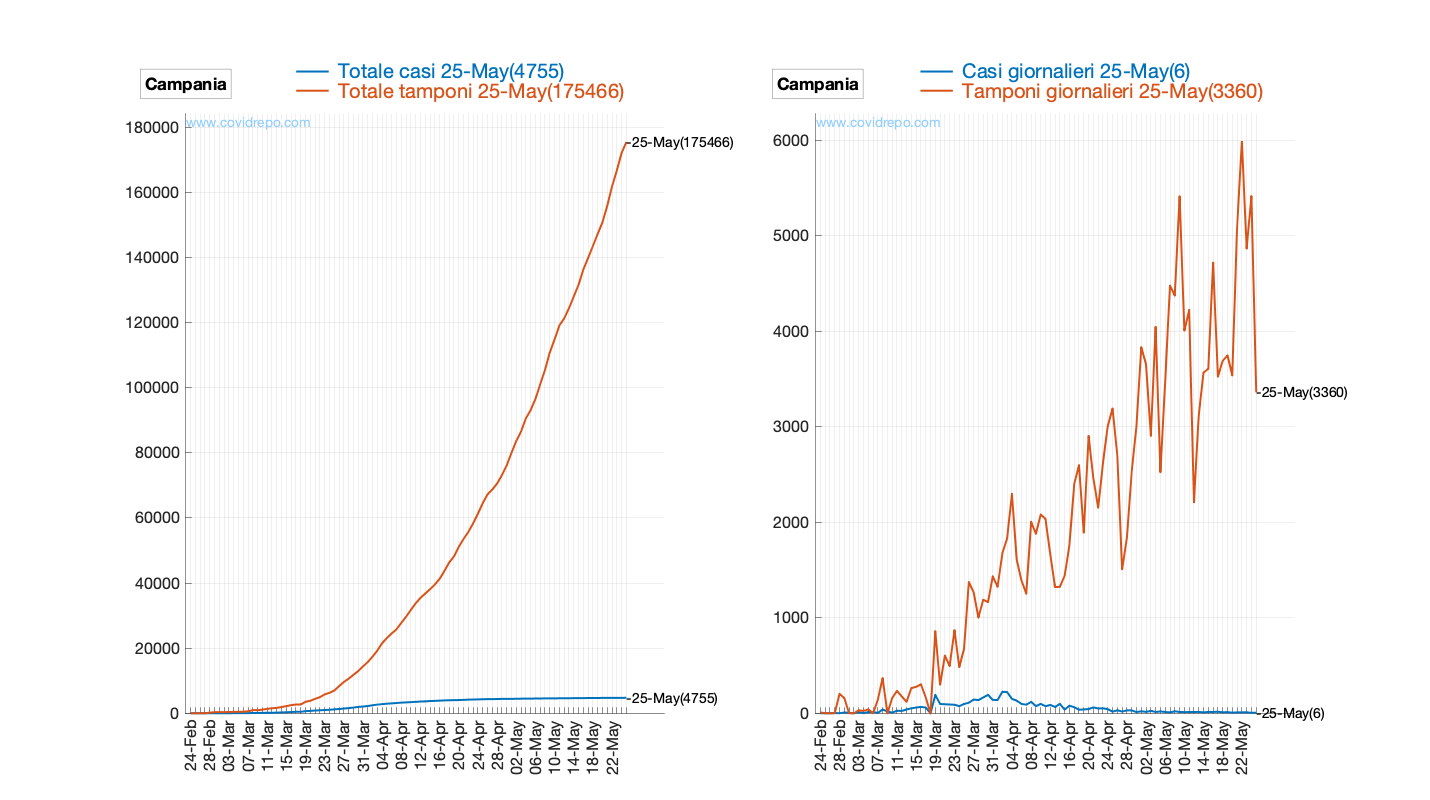 Campania
Totale casi 25-May(4755)
Totale tamponi 25-May(175466)
www.covidrepo.com
180000
160000
140000
120000
100000
80000
60000
40000
20000
0
25-May(175466)
25-May(4755)
24-Feb
28-Feb
03-Mar
07-Mar
11-Mar
15-Mar
19-Mar
23-Mar
27-Mar
31-Mar
04-Apr
08-Apr
12-Apr
16-Apr
20-Apr
24-Apr
28-Apr
02-May
06-May
10-May
14-May
18-May
22-May
Campania
Casi giornalieri 25-May(6)
Tamponi giornalieri 25-May(3360)
www.covidrepo.com
6000
5000
4000
3000
2000
1000
0
25-May(3360)
25-May(6)
24-Feb
28-Feb
03-Mar
07-Mar
11-Mar
15-Mar
19-Mar
23-Mar
27-Mar
31-Mar
04-Apr
08-Apr
12-Apr
16-Apr
20-Apr
24-Apr
28-Apr
02-May
06-May
10-May
14-May
18-May
22-May